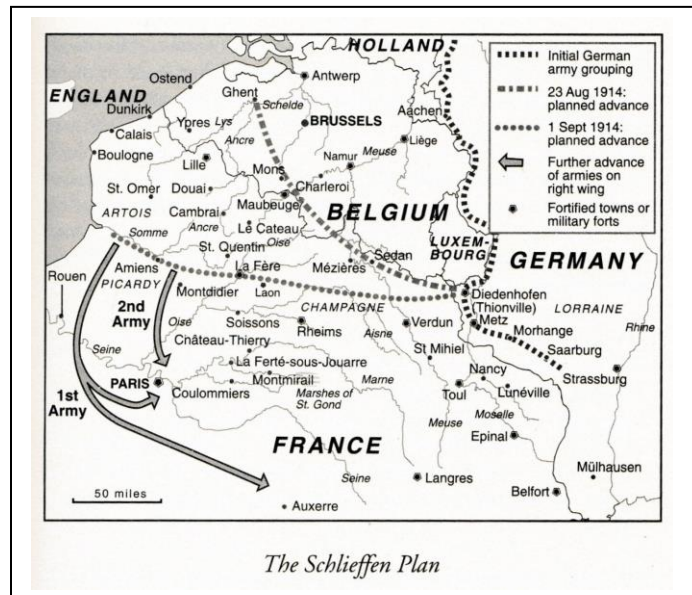 HOLLAND
Ostend
Antwerp
Ghent
ENGLAND
Dunkirk
Schelde
Aachen
Calais
Ypres
Lys
BRUSSELS
Ancre
Liège
Boulogne
Lille
Namur
Meuse
Mons
St. Omer
Douai
Charleroi
Maubeuge
BELGIUM
ARTOIS
Cambrai
Ancre
Le Cateau
Somme
Oise
St. Quentin
LUXEM-
BOURG
Sedan
GERMANY
Rouen
Amiens
La Fère
Mézières
PICARDY
Montdidier
Laon
Diedenhofen
(Thionville)
LORRAINE
2nd
Army
CHAMPAGNE
Metz
Rhine
Oise
Soissons
Rheims
Aisne
Verdun
Morhange
Seine
Château-Thierry
St Mihiel
Saarburg
La Ferté-sous-Jouarre
Nancy
Strassburg
PARIS
Montmirail
Marne
1st
Army
Coulommiers
Marshes of
St. Gond
Toul
Lunéville
Meuse
Moselle
FRANCE
Epinal
Seine
Langres
Mülhausen
50 miles
Auxerre
Belfort
Initial German
army grouping
23 Aug 1914:
planned advance
1 Sept 1914:
planned advance
Further advance
of armies on
right wing
Fortified towns or
military forts
The Schlieffen Plan